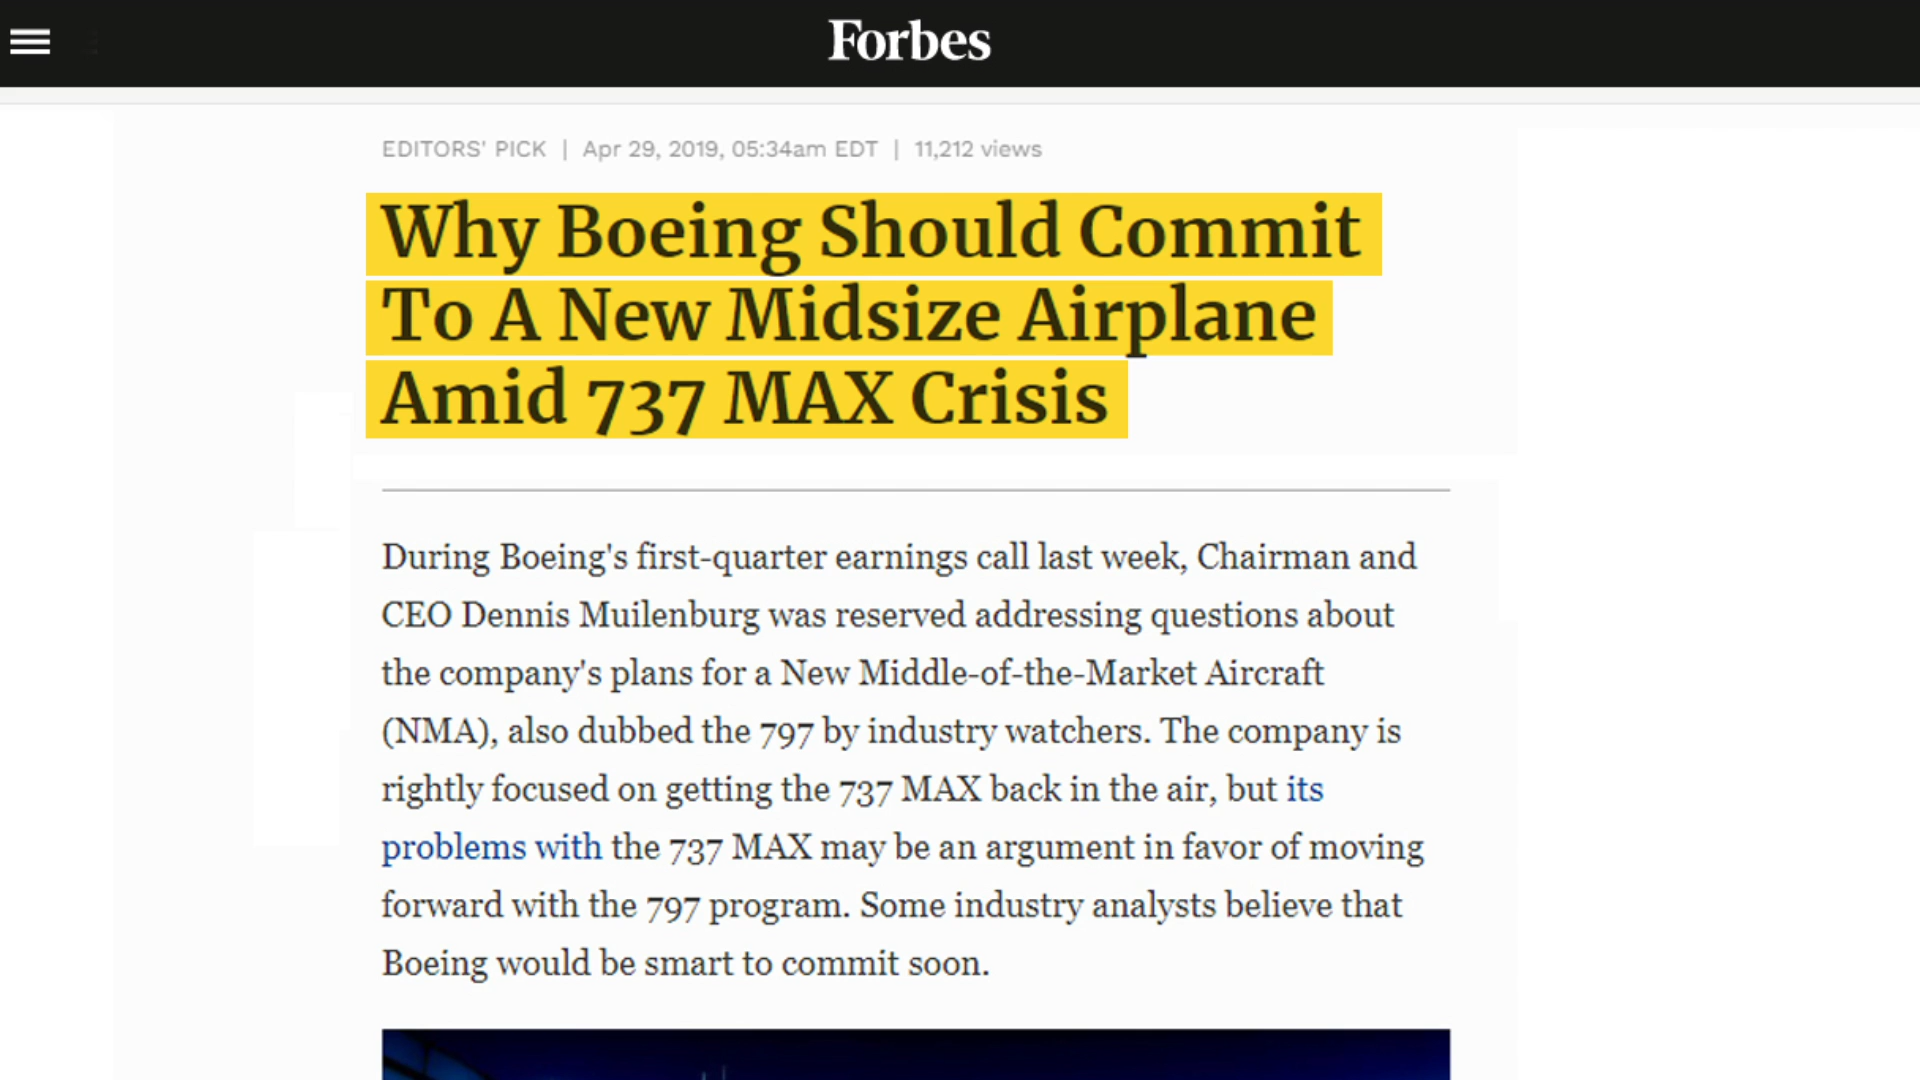 Forbes
EDITORS' PICK | Apr 29, 2019, 05:34am EDT | 11,212 views
Why Boeing Should Commit
To A New Midsize Airplane
Amid 737 MAX Crisis
During Boeing's first-quarter earnings call last week, Chairman and
CEO Dennis Muilenburg was reserved addressing questions about
the company's plans for a New Middle-of-the-Market Aircraft
(NMA), also dubbed the 797 by industry watchers. The company is
rightly focused on getting the 737 MAX back in the air, but its
problems with the 737 MAX may be an argument in favor of moving
forward with the 797 program. Some industry analysts believe that
Boeing would be smart to commit soon.